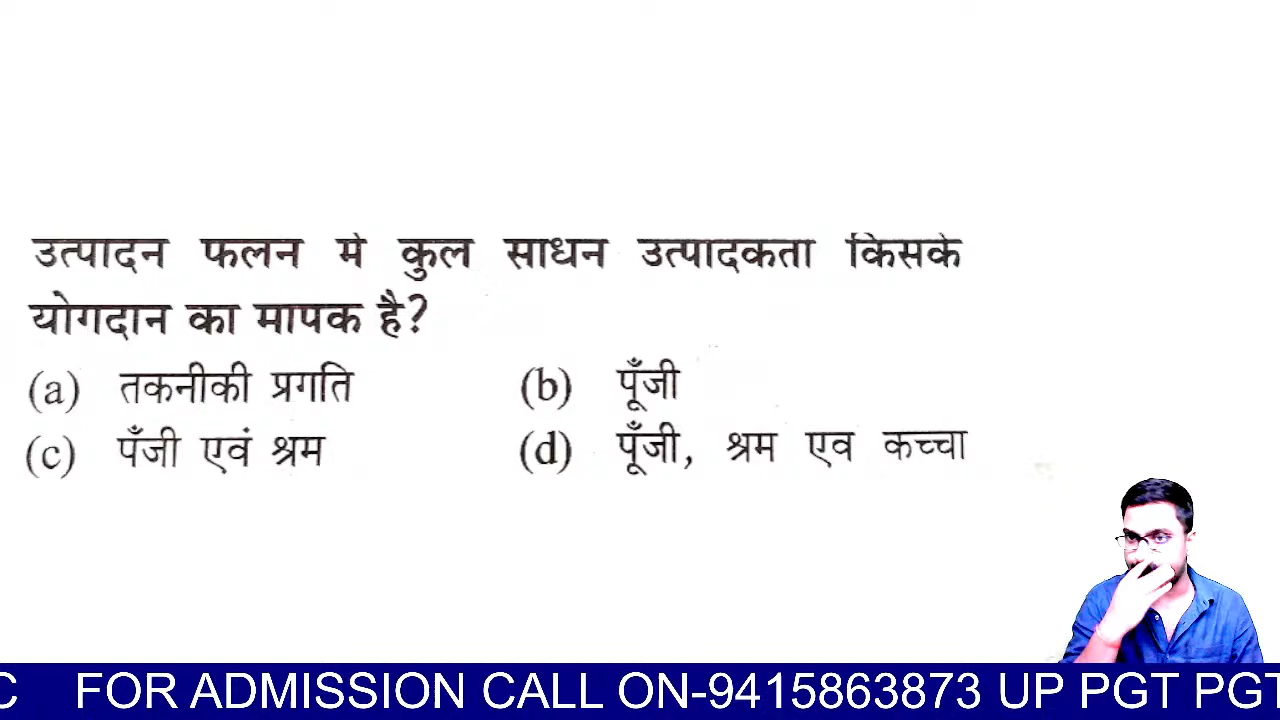 उत्पादन फलन मे कुल साधन उत्पादकता किसके
योगदान का मापक है?
(a) तकनीकी प्रगति (b) पूँजी
(c) पँजी एवं श्रम (d) पूँजी, श्रम एव कच्चा
C FOR ADMISSION CALL ON-9415863873 UP PGT PGT